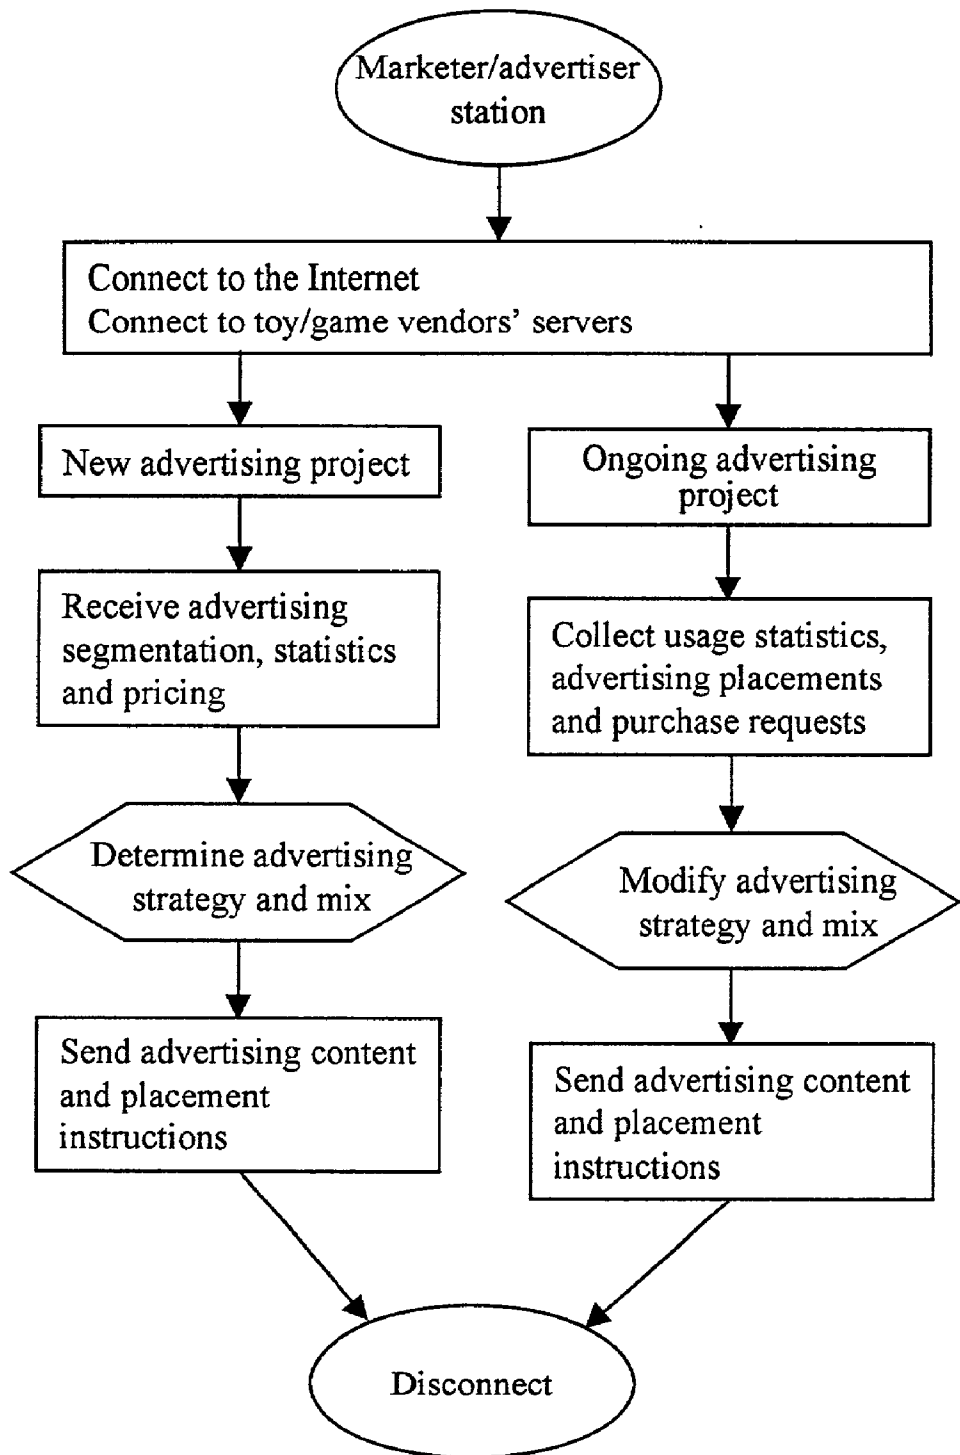 Marketer/advertiser
station
Connect to the Internet
Connect to toy/game vendors' servers
New advertising project
Receive advertising
segmentation, statistics
and pricing
Determine advertising
strategy and mix
Send advertising content
and placement
instructions
Ongoing advertising
project
Collect usage statistics,
advertising placements
and purchase requests
Modify advertising
strategy and mix
Send advertising content
and placement
instructions
Disconnect